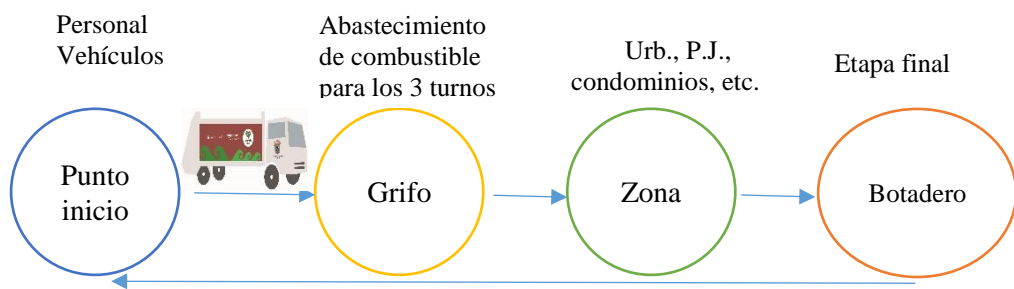 Personal
Vehículos
Abastecimiento
de combustible
para los 3 turnos
Urb., P.J.,
condominios, etc.
Etapa final
Punto
inicio
Grifo
Zona
Botadero